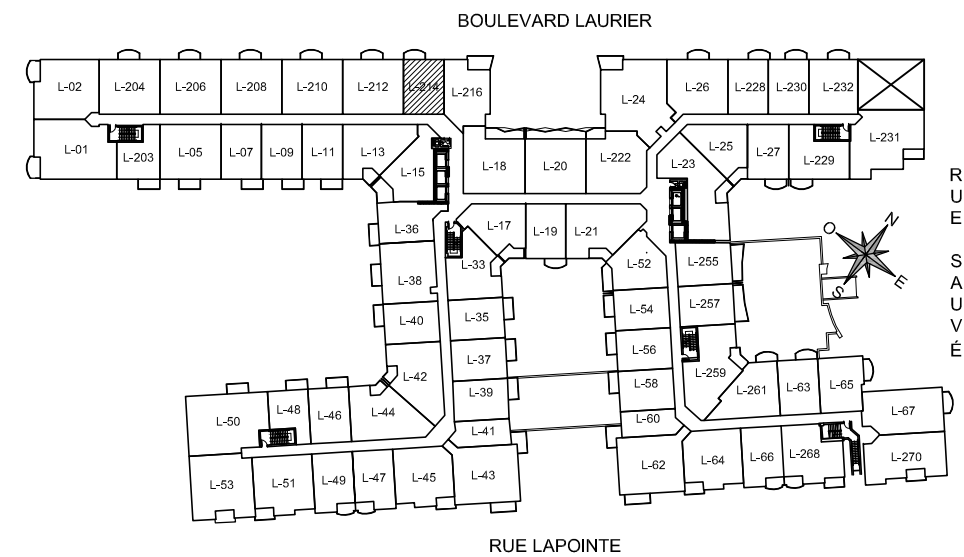 BOULEVARD LAURIER
L-02 L-204 L-206 L-208 L-210 L-212 L-214 L-216 L-24 L-26 L-228 L-230 L-232
L-01 L-203 L-05 L-07 L-09 L-11 L-13 L-15 L-18 L-20 L-222 L-23 L-25 L-27 L-229 L-231
L-36 L-17 L-19 L-21
L-38 L-33 L-52 L-255
L-40 L-35 L-54 L-257
L-42 L-37 L-56 L-259
L-50 L-48 L-46 L-44 L-39 L-58 L-261 L-63 L-65
L-41 L-60 L-67
L-53 L-51 L-49 L-47 L-45 L-43 L-62 L-64 L-66 L-268 L-270
O N
S E
RUE SAUVÉ
RUE LAPOINTE